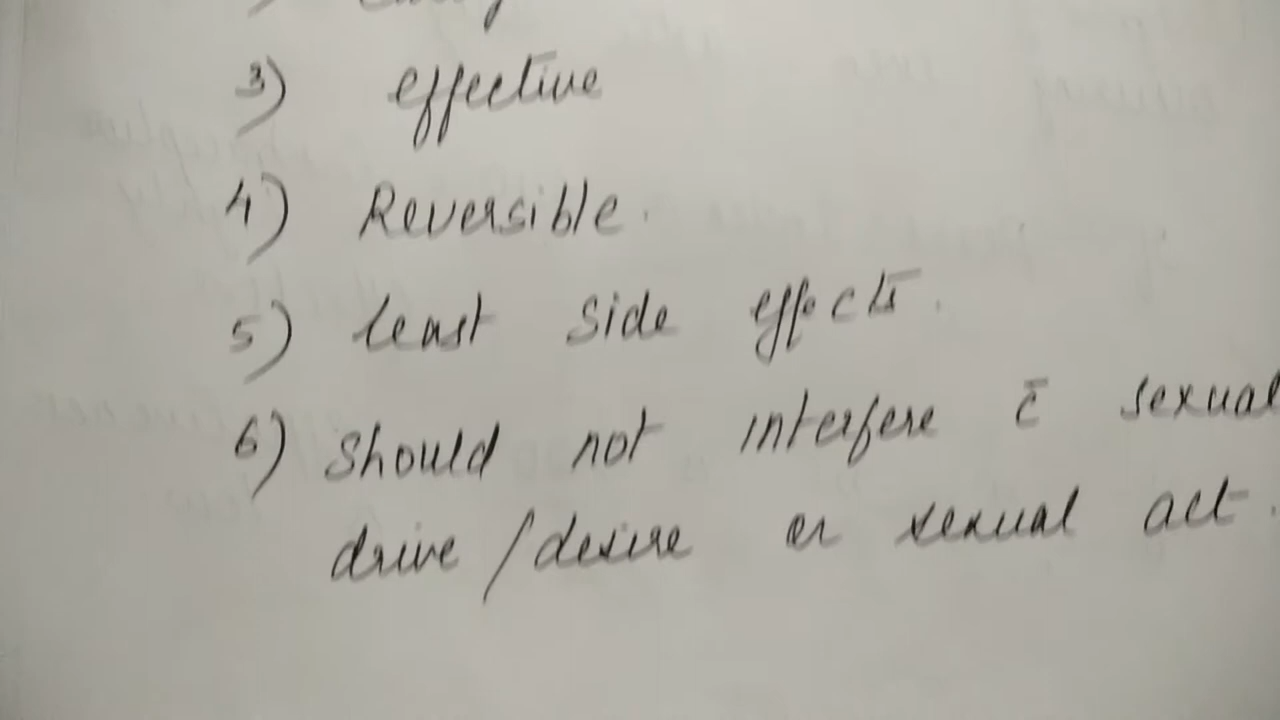 3) effective
4) Reversible.
5) least side effects.
6) should not interfere c̄ sexual
drive /desire or sexual act.